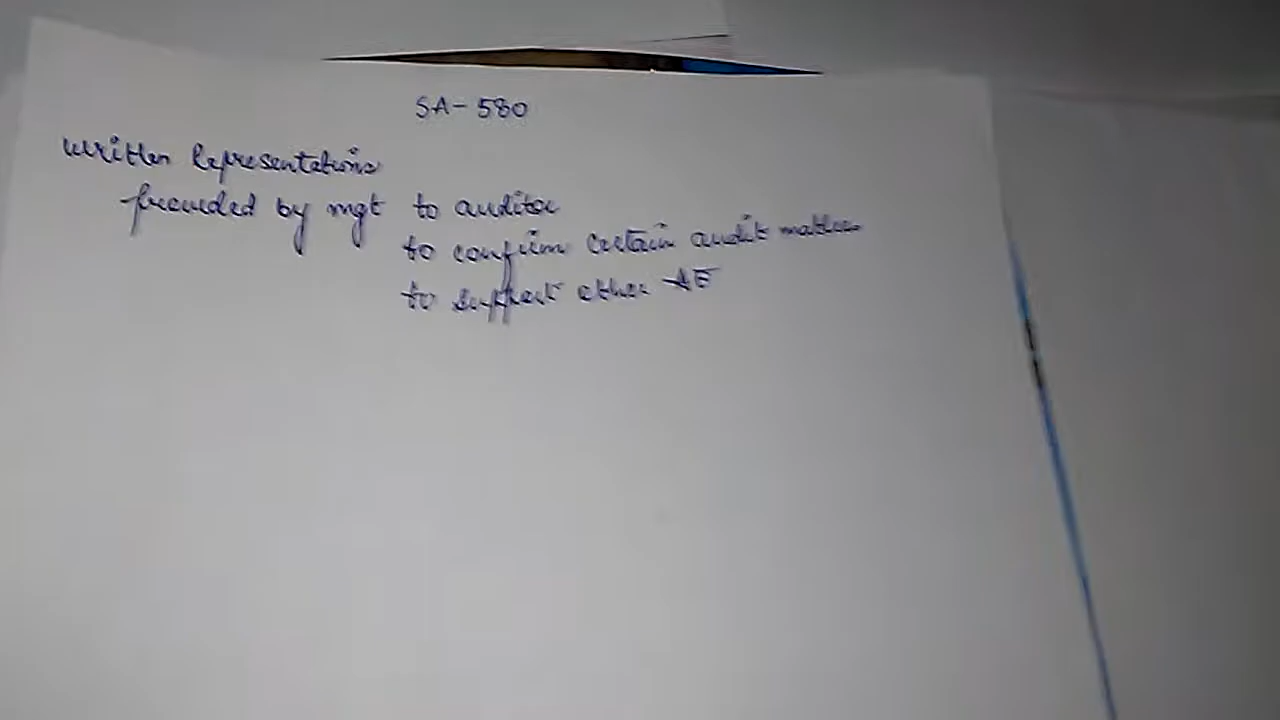 SA-580
Written Representations
provided by mgt to auditor
to confirm certain audit matters
to support other AE